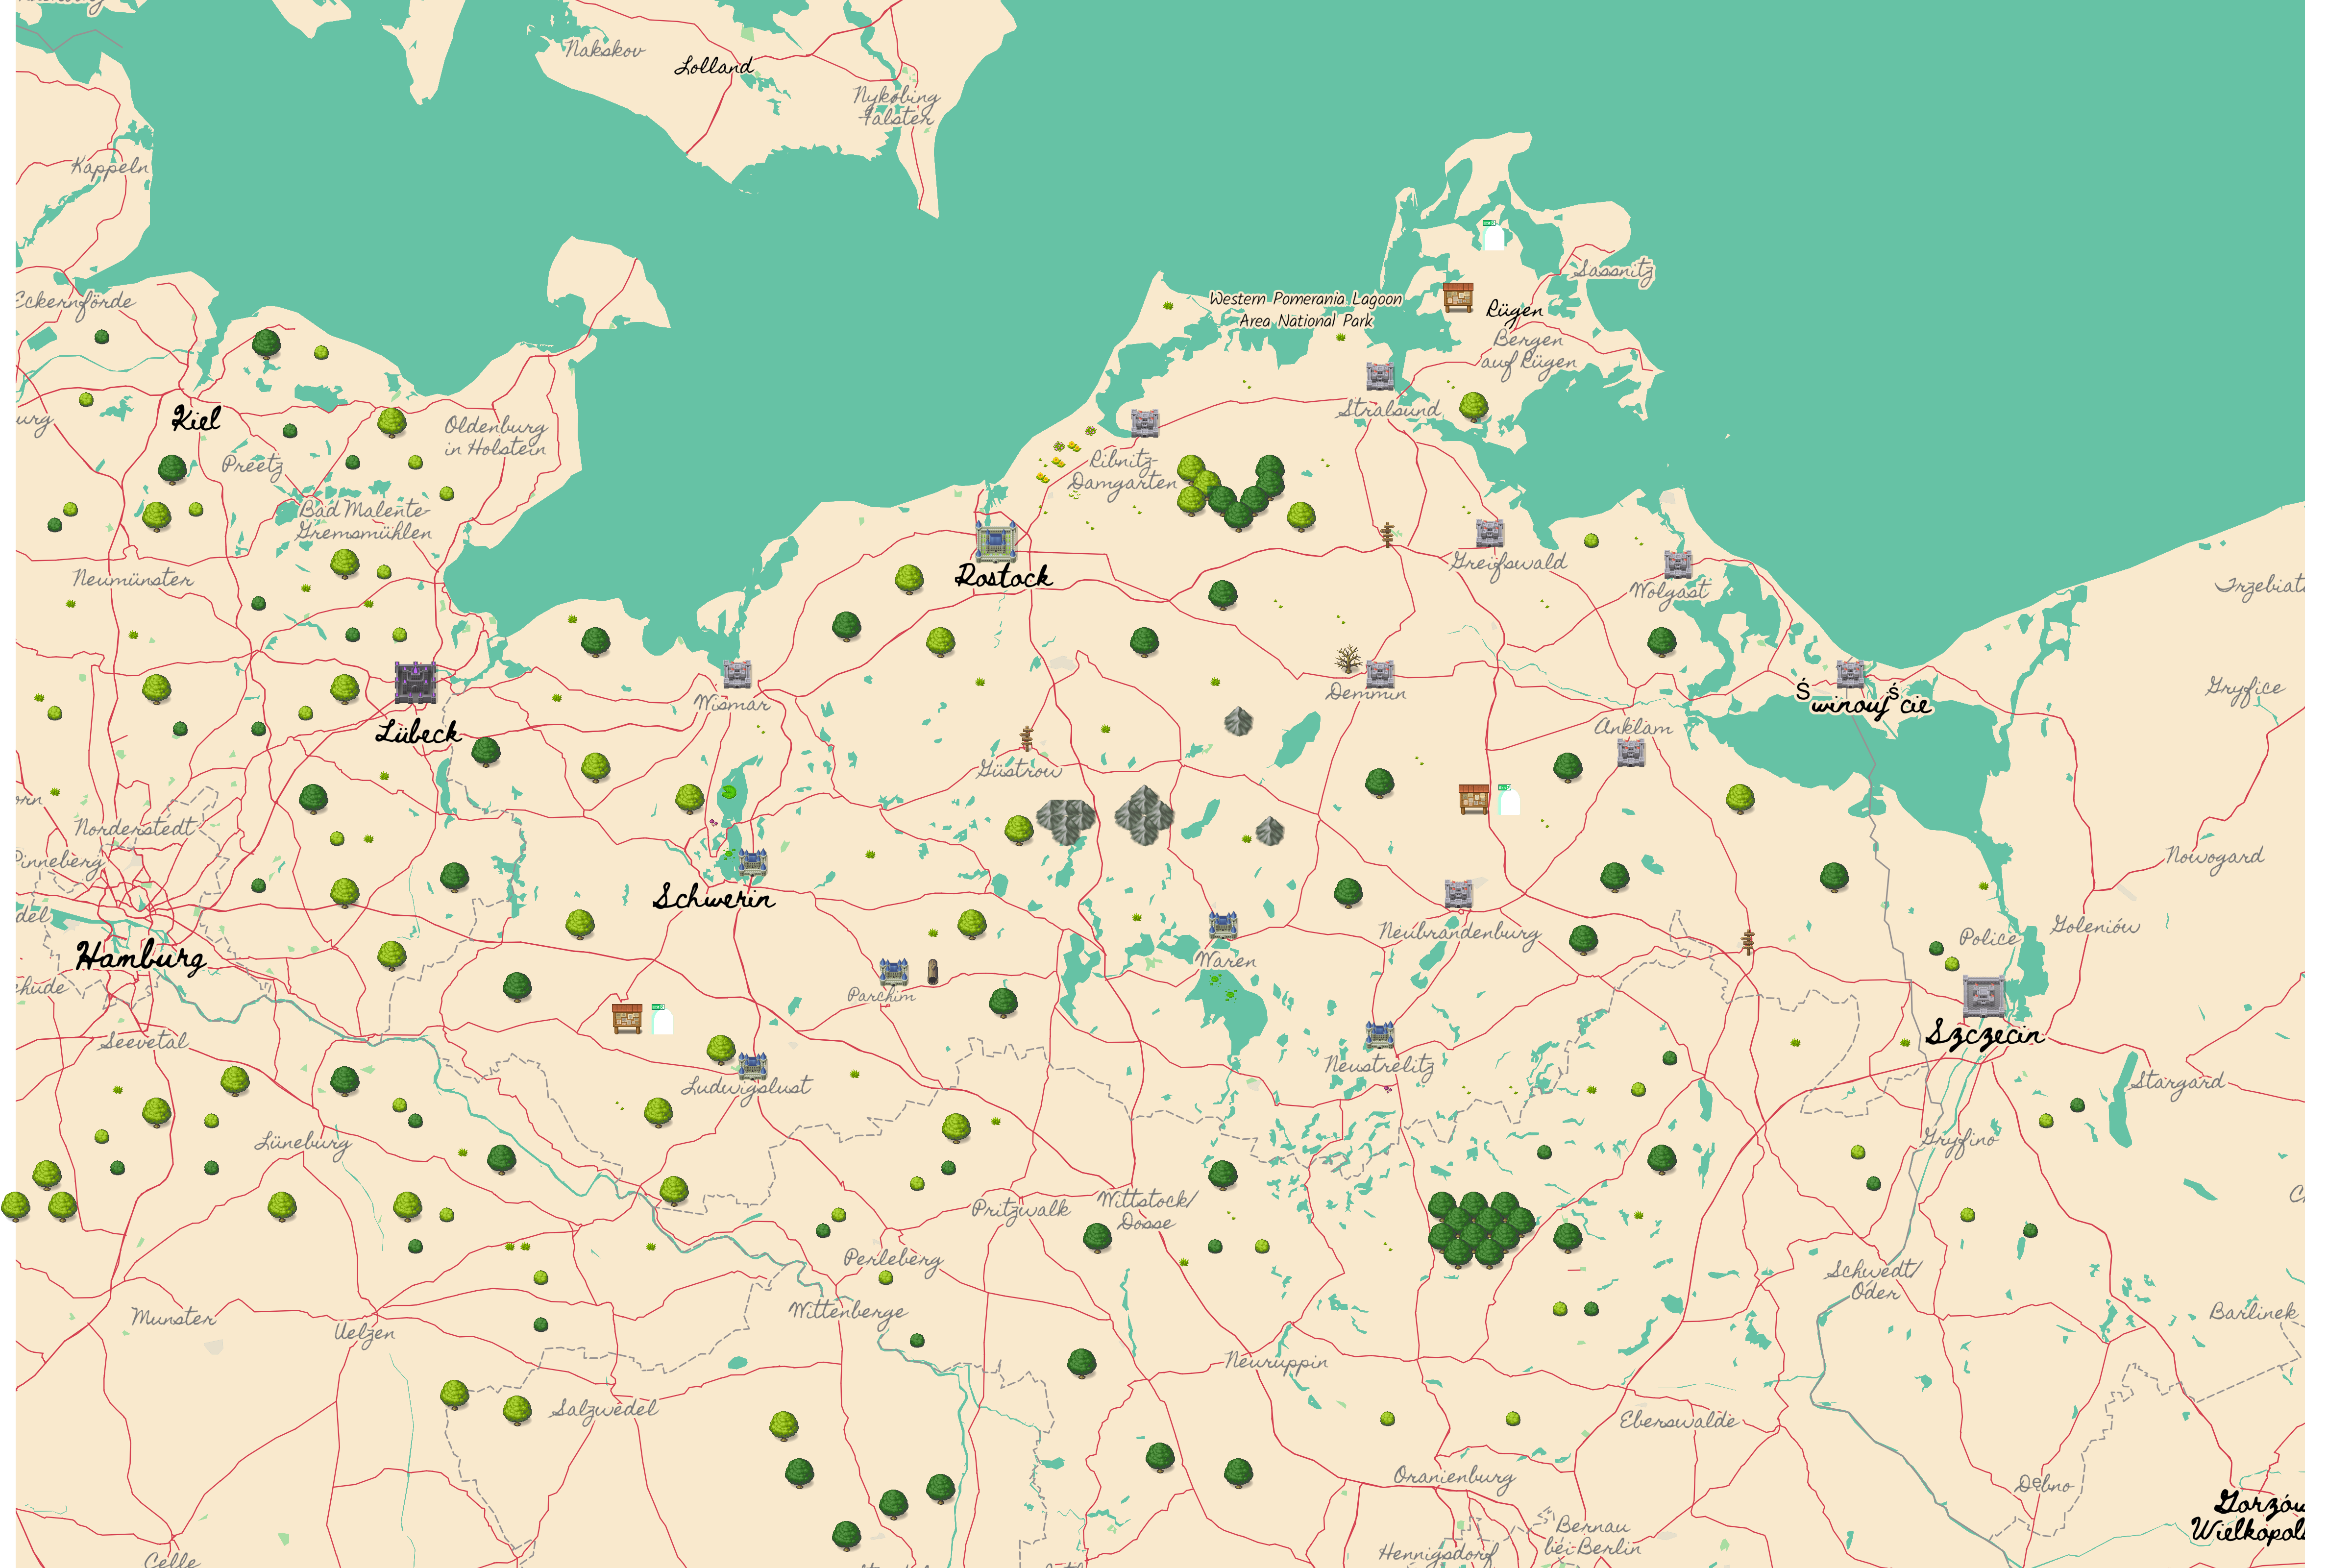 Nakskov
Lolland
Nykøbing
Falster
Kappeln
Sassnitz
Eckernförde
Western Pomerania Lagoon
Area National Park
Rügen
Bergen
auf Rügen
Kiel
Stralsund
Oldenburg
in Holstein
Preetz
Ribnitz-
Damgarten
Bad Malente-
Gremsmühlen
Neumünster
Rostock
Greifswald
Wolgast
Gryfice
Demmin
Wismar
Świnoujście
Lübeck
Anklam
Güstrow
Norderstedt
Pinneberg
Nowogard
Schwerin
Goleniów
Neubrandenburg
Police
Hamburg
Waren
Parchim
Szczecin
Seevetal
Neustrelitz
Ludwigslust
Stargard
Lüneburg
Gryfino
Pritzwalk
Wittstock/
Dosse
Perleberg
Schwedt/
Oder
Wittenberge
Munster
Barlinek
Uelzen
Neuruppin
Salzwedel
Eberswalde
Oranienburg
Dębno
Gorzów
Bernau
bei Berlin
Hennigsdorf
Celle